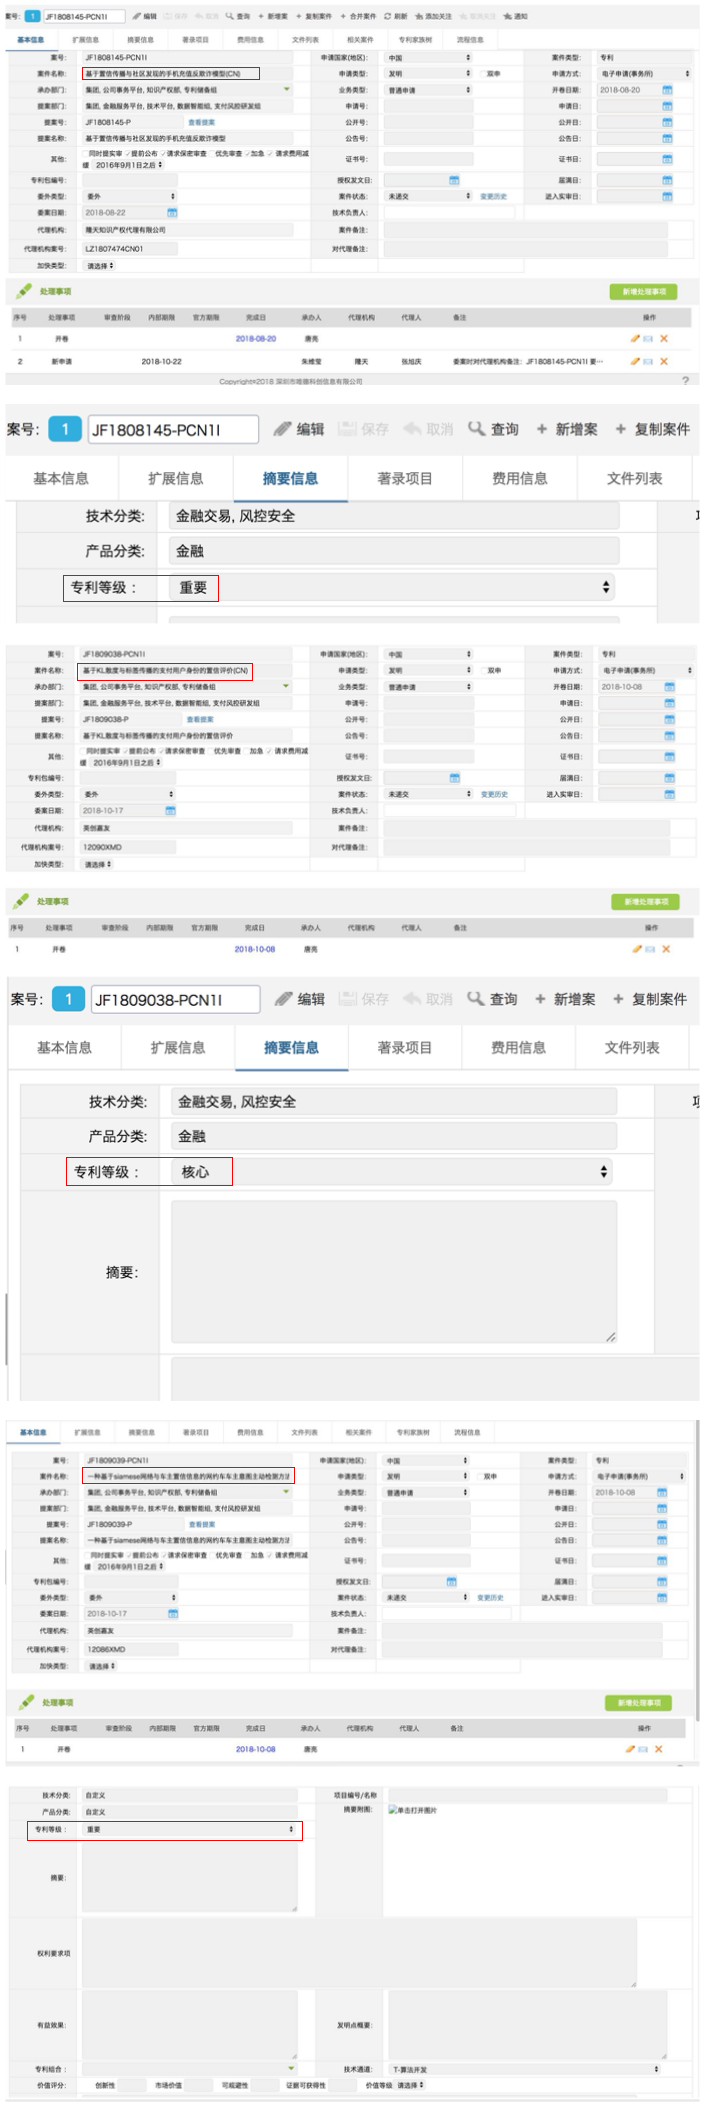 案号: 1 JF1808145-PCN1I 编辑 保存 取消 查询 + 新增案 + 复制案件 + 合并案件 刷新 添加关注 取消关注 通知
基本信息 扩展信息 摘要信息 著录项目 费用信息 文件列表 相关案件 专利家族树 流程信息
案号: JF1808145-PCN1I 申请国家(地区): 中国 案件类型: 专利
案件名称: 基于置信传播与社区发现的手机充值反欺诈模型(CN) 申请类型: 发明 双申 申请方式: 电子申请(事务所)
承办部门: 集团, 公司事务平台, 知识产权部, 专利储备组 业务类型: 普通申请 开卷日期: 2018-08-20
提案部门: 集团, 金融服务平台, 技术平台, 数据智能组, 支付风控研发组 申请号: 申请日:
提案号: JF1808145-P 查看提案 公开号: 公开日:
提案名称: 基于置信传播与社区发现的手机充值反欺诈模型 公告号: 公告日:
其他: 同时提实审 ✓提前公布 ✓请求保密审查 优先审查 ✓加急 ✓请求费用减缓 2016年9月1日之后 证书号: 证书日:
专利包编号: 授权发文日: 届满日:
委外类型: 委外 案件状态: 未递交 变更历史 进入实审日:
委案日期: 2018-08-22 技术负责人:
代理机构: 隆天知识产权代理有限公司 案件备注:
代理机构案号: LZ1807474CN01 对代理备注:
加快类型: 请选择
处理事项 新增处理事项
序号 处理事项 审查阶段 内部期限 官方期限 完成日 承办人 代理机构 代理人 备注 操作
1 开卷 2018-08-20 唐亮
2 新申请 2018-10-22 朱维莹 隆天 张旭庆 委案时对代理机构备注: JF1808145-PCN1I 要···
Copyright©2018 深圳市唯德科创信息有限公司 ?
案号: 1 JF1808145-PCN1I 编辑 保存 取消 查询 + 新增案 + 复制案件
基本信息 扩展信息 摘要信息 著录项目 费用信息 文件列表
技术分类: 金融交易, 风控安全
产品分类: 金融
专利等级: 重要
案号: JF1809038-PCN1I 申请国家(地区): 中国 案件类型: 专利
案件名称: 基于KL散度与标签传播的支付用户身份的置信评价(CN) 申请类型: 发明 双申 申请方式: 电子申请(事务所)
承办部门: 集团, 公司事务平台, 知识产权部, 专利储备组 业务类型: 普通申请 开卷日期: 2018-10-08
提案部门: 集团, 金融服务平台, 技术平台, 数据智能组, 支付风控研发组 申请号: 申请日:
提案号: JF1809038-P 查看提案 公开号: 公开日:
提案名称: 基于KL散度与标签传播的支付用户身份的置信评价 公告号: 公告日:
其他: 同时提实审 ✓提前公布 ✓请求保密审查 优先审查 加急 ✓请求费用减缓 2016年9月1日之后 证书号: 证书日:
专利包编号: 授权发文日: 届满日:
委外类型: 委外 案件状态: 未递交 变更历史 进入实审日:
委案日期: 2018-10-17 技术负责人:
代理机构: 英创嘉友 案件备注:
代理机构案号: 12090XMD 对代理备注:
加快类型: 请选择
处理事项 新增处理事项
序号 处理事项 审查阶段 内部期限 官方期限 完成日 承办人 代理机构 代理人 备注 操作
1 开卷 2018-10-08 唐亮
案号: 1 JF1809038-PCN1I 编辑 保存 取消 查询 + 新增案 + 复制案件
基本信息 扩展信息 摘要信息 著录项目 费用信息 文件列表
技术分类: 金融交易, 风控安全
产品分类: 金融
专利等级: 核心
摘要:
基本信息 扩展信息 摘要信息 著录项目 费用信息 文件列表 相关案件 专利家族树 流程信息
案号: JF1809039-PCN1I 申请国家(地区): 中国 案件类型: 专利
案件名称: 一种基于siamese网络与车主置信信息的网约车车主意图主动检测方法 申请类型: 发明 双申 申请方式: 电子申请(事务所)
承办部门: 集团, 公司事务平台, 知识产权部, 专利储备组 业务类型: 普通申请 开卷日期: 2018-10-08
提案部门: 集团, 金融服务平台, 技术平台, 数据智能组, 支付风控研发组 申请号: 申请日:
提案号: JF1809039-P 查看提案 公开号: 公开日:
提案名称: 一种基于siamese网络与车主置信信息的网约车车主意图主动检测方法 公告号: 公告日:
其他: 同时提实审 ✓提前公布 ✓请求保密审查 优先审查 加急 ✓请求费用减缓 2016年9月1日之后 证书号: 证书日:
专利包编号: 授权发文日: 届满日:
委外类型: 委外 案件状态: 未递交 变更历史 进入实审日:
委案日期: 2018-10-17 技术负责人:
代理机构: 英创嘉友 案件备注:
代理机构案号: 12086XMD 对代理备注:
加快类型: 请选择
处理事项 新增处理事项
序号 处理事项 审查阶段 内部期限 官方期限 完成日 承办人 代理机构 代理人 备注 操作
1 开卷 2018-10-08 唐亮
技术分类: 自定义 项目编号/名称
产品分类: 自定义 摘要附图: 单击打开图片
专利等级: 重要
摘要:
权利要求项
有益效果: 发明点概要:
专利组合: 技术通道: T-算法开发
价值评分: 创新性 市场价值 可规避性 证据可获得性 价值等级 请选择